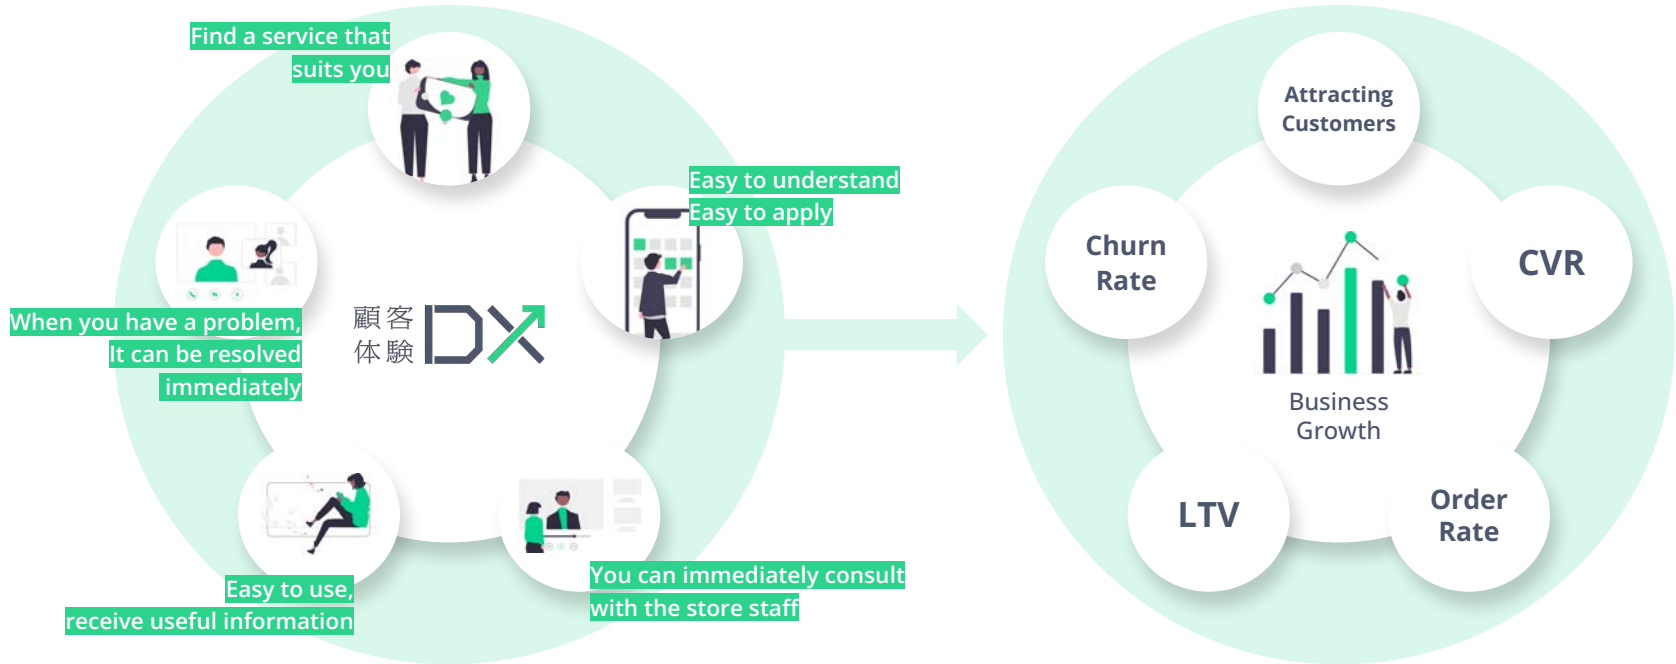 Find a service that
suits you
Easy to understand
Easy to apply
When you have a problem,
It can be resolved
immediately
顧客
体験
DX
Easy to use,
receive useful information
You can immediately consult
with the store staff
Attracting
Customers
Churn
Rate
CVR
Business
Growth
LTV
Order
Rate